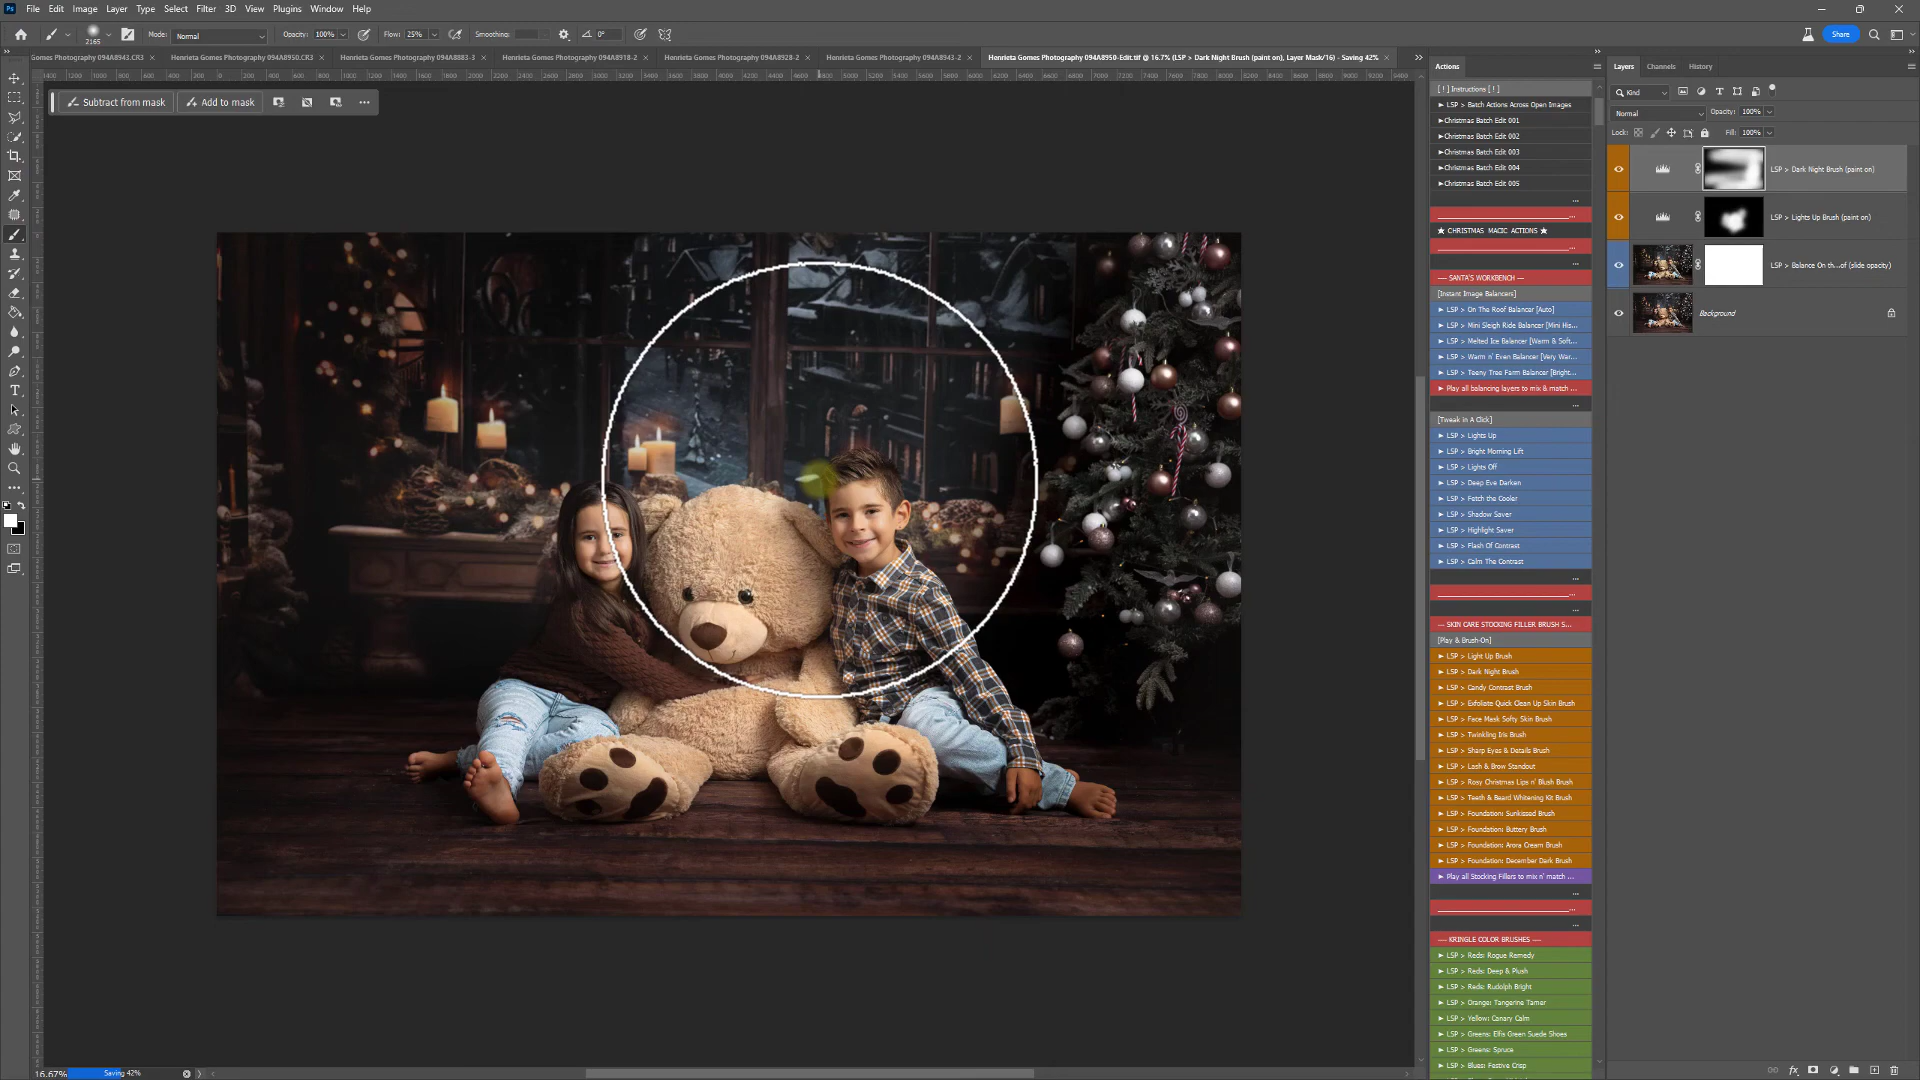 Ps File Edit Image Layer Type Select Filter 3D View Plugins Window Help
2165 Mode: Normal Opacity: 100% Flow: 25% Smoothing: 0° Share
Gomes Photography 094A8943.CR3 × Henrieta Gomes Photography 094A8950.CR3 × Henrieta Gomes Photography 094A8883-3 × Henrieta Gomes Photography 094A8918-2 × Henrieta Gomes Photography 094A8928-2 × Henrieta Gomes Photography 094A8943-2 × Henrieta Gomes Photography 094A8950-Edit.tif @ 16.7% (LSP > Dark Night Brush (paint on), Layer Mask/16) - Saving 42% ×
Subtract from mask Add to mask ...
16.67% Saving 42%
Actions
[ ! ] Instructions [ ! ]
LSP > Batch Actions Across Open Images
Christmas Batch Edit 001
Christmas Batch Edit 002
Christmas Batch Edit 003
Christmas Batch Edit 004
Christmas Batch Edit 005
...
...
★ CHRISTMAS MAGIC ACTIONS ★
...
...
--- SANTA'S WORKBENCH ---
[Instant Image Balancers]
LSP > On The Roof Balancer [Auto]
LSP > Mini Sleigh Ride Balancer [Mini His...
LSP > Melted Ice Balancer [Warm & Soft...
LSP > Warm n' Even Balancer [Very War...
LSP > Teeny Tree Farm Balancer [Bright...
Play all balancing layers to mix & match ...
...
[Tweak in A Click]
LSP > Lights Up
LSP > Bright Morning Lift
LSP > Lights Off
LSP > Deep Eve Darken
LSP > Fetch the Cooler
LSP > Shadow Saver
LSP > Highlight Saver
LSP > Flash Of Contrast
LSP > Calm The Contrast
...
...
...
--- SKIN CARE STOCKING FILLER BRUSH S...
[Play & Brush-On]
LSP > Light Up Brush
LSP > Dark Night Brush
LSP > Candy Contrast Brush
LSP > Exfoliate Quick Clean Up Skin Brush
LSP > Face Mask Softy Skin Brush
LSP > Twinkling Iris Brush
LSP > Sharp Eyes & Details Brush
LSP > Lash & Brow Standout
LSP > Rosy Christmas Lips n' Blush Brush
LSP > Teeth & Beard Whitening Kit Brush
LSP > Foundation: Sunkissed Brush
LSP > Foundation: Buttery Brush
LSP > Foundation: Arora Cream Brush
LSP > Foundation: December Dark Brush
Play all Stocking Fillers to mix n' match ...
...
...
...
--- KRINGLE COLOR BRUSHES ----
LSP > Reds: Rogue Remedy
LSP > Reds: Deep & Plush
LSP > Reds: Rudolph Bright
LSP > Orange: Tangerine Tamer
LSP > Yellow: Canary Calm
LSP > Greens: Elfis Green Suede Shoes
LSP > Greens: Spruce
LSP > Blues: Festive Crisp
Layers Channels History
Kind
Normal Opacity: 100%
Lock: Fill: 100%
LSP > Dark Night Brush (paint on)
LSP > Lights Up Brush (paint on)
LSP > Balance On th...of (slide opacity)
Background